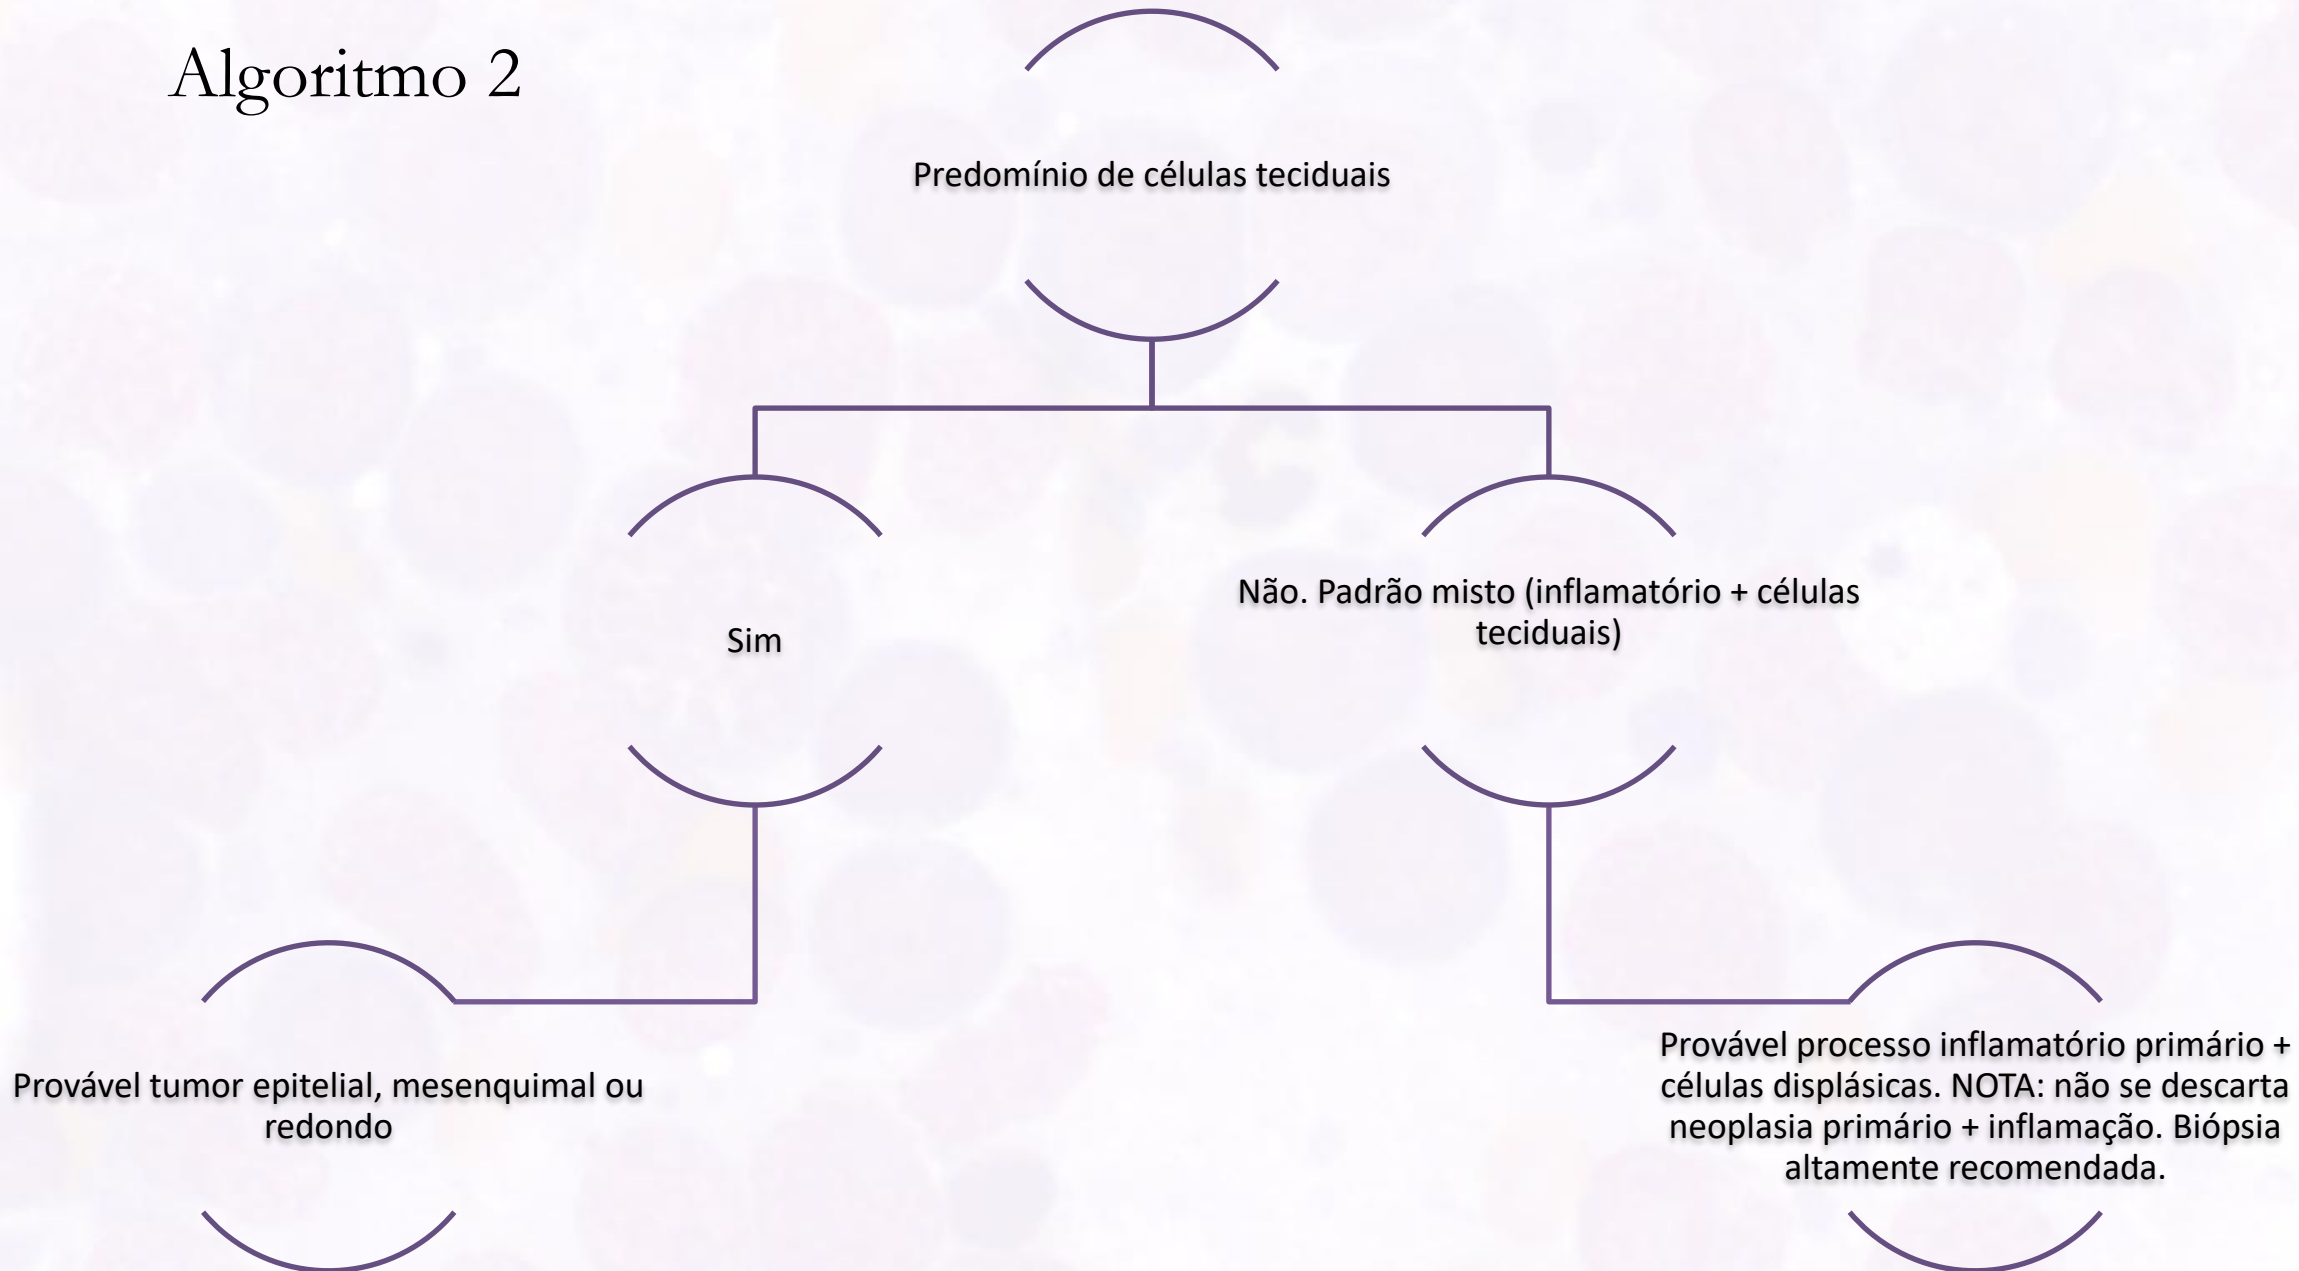 Algoritmo 2
Predomínio de células teciduais
Sim
Não. Padrão misto (inflamatório + células
teciduais)
Provável tumor epitelial, mesenquimal ou
redondo
Provável processo inflamatório primário +
células displásicas. NOTA: não se descarta
neoplasia primário + inflamação. Biópsia
altamente recomendada.